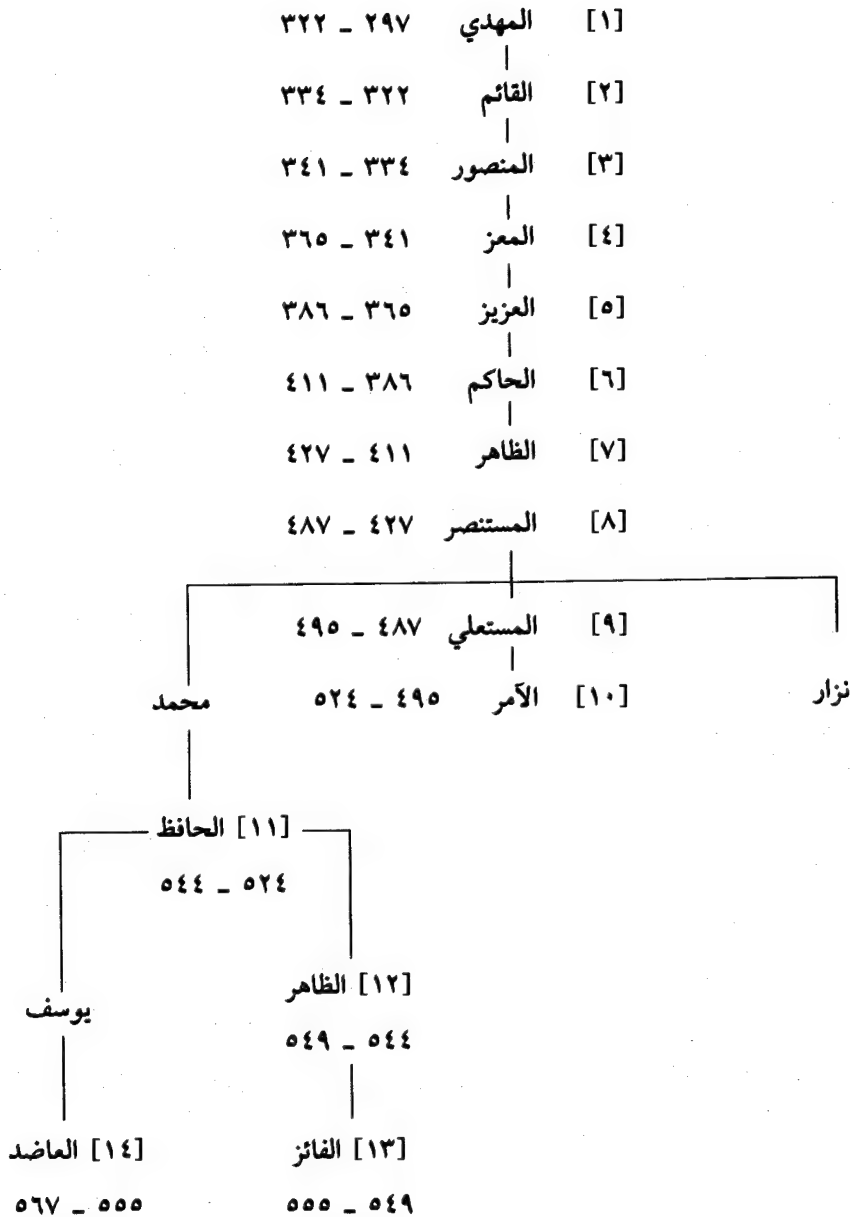 [١] المهدي ٢٩٧ ـ ٣٢٢
[٢] القائم ٣٢٢ ـ ٣٣٤
[٣] المنصور ٣٣٤ ـ ٣٤١
[٤] المعز ٣٤١ ـ ٣٦٥
[٥] العزيز ٣٦٥ ـ ٣٨٦
[٦] الحاكم ٣٨٦ ـ ٤١١
[٧] الظاهر ٤١١ ـ ٤٢٧
[٨] المستنصر ٤٢٧ ـ ٤٨٧
[٩] المستعلي ٤٨٧ ـ ٤٩٥
نزار [١٠] الآمر ٤٩٥ ـ ٥٢٤ محمد
[١١] الحافظ
٥٢٤ ـ ٥٤٤
[١٢] الظاهر يوسف
٥٤٤ ـ ٥٤٩
[١٣] الفائز [١٤] العاضد
٥٤٩ ـ ٥٥٥ ٥٥٥ ـ ٥٦٧